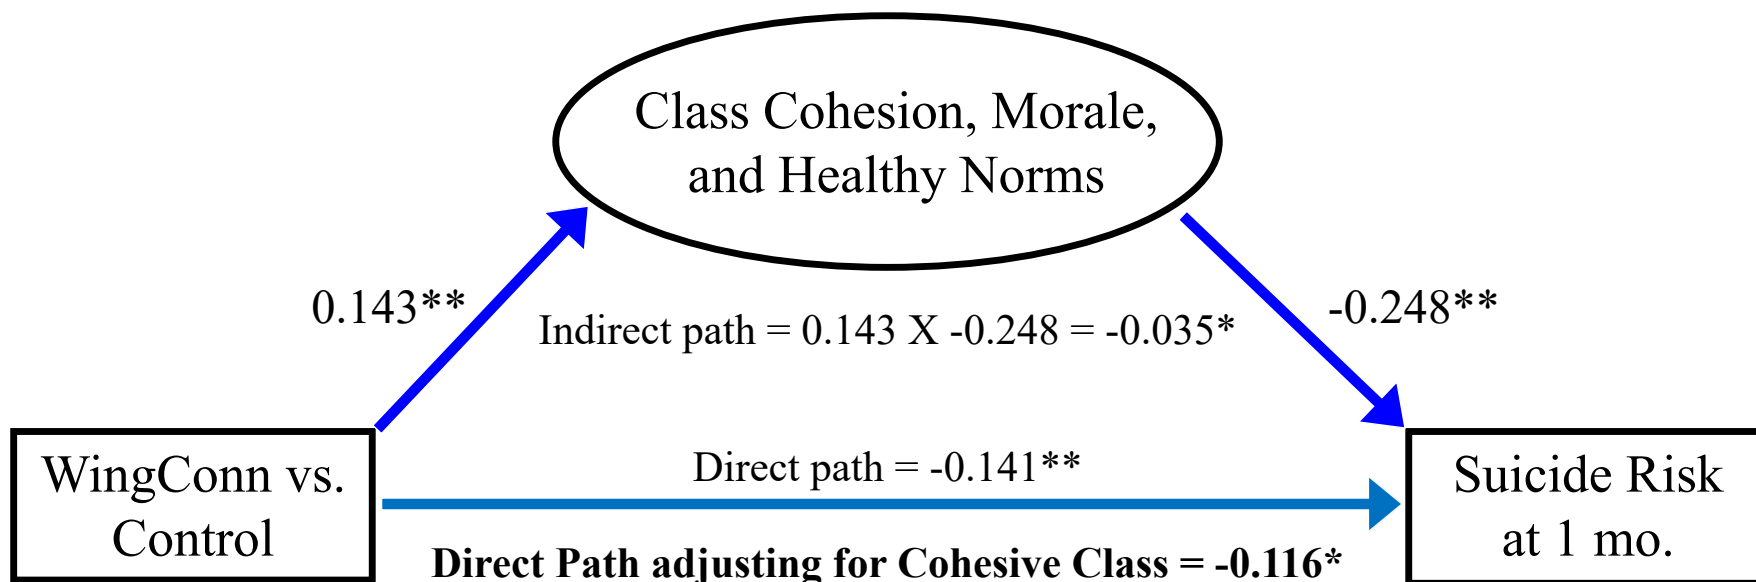 Class Cohesion, Morale,
and Healthy Norms
0.143**
Indirect path = 0.143 X -0.248 = -0.035*
-0.248**
WingConn vs.
Control
Direct path = -0.141**
Direct Path adjusting for Cohesive Class = -0.116*
Suicide Risk
at 1 mo.